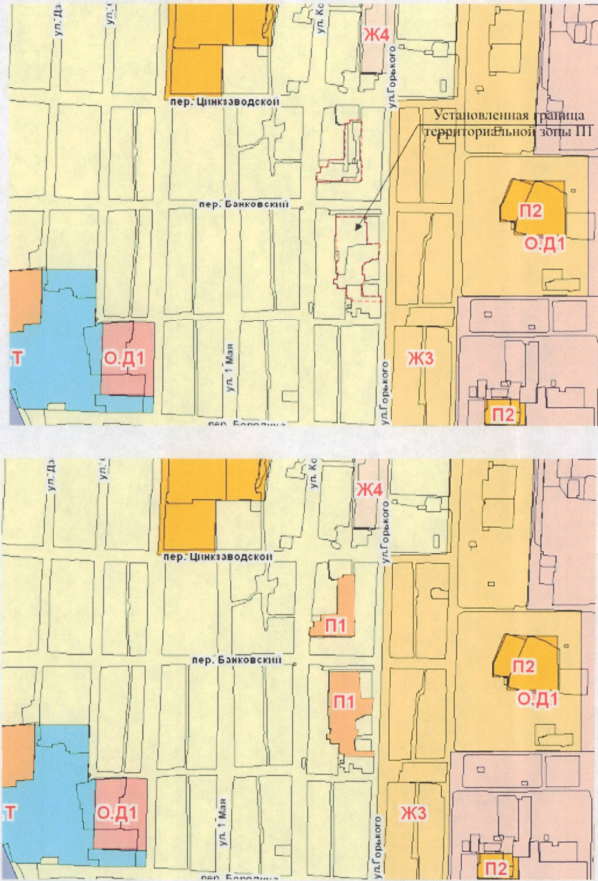 ул. Дз
ул. С
ул. Ко
Ж4
ул.Горького
пер. Цинкзаводской
Установленная граница
территориальной зоны П1
пер. Банковский
П2
О.Д1
Т
О.Д1
ул. 1 Мая
Ж3
ул.Горького
П2
пер. Бородина
ул. Дз
ул. Ко
Ж4
ул.Горького
пер. Цинкзаводской
П1
пер. Банковский
П2
П1
О.Д1
Т
О.Д1
ул. 1 Мая
Ж3
ул.Горького
П2
пер. Бородина